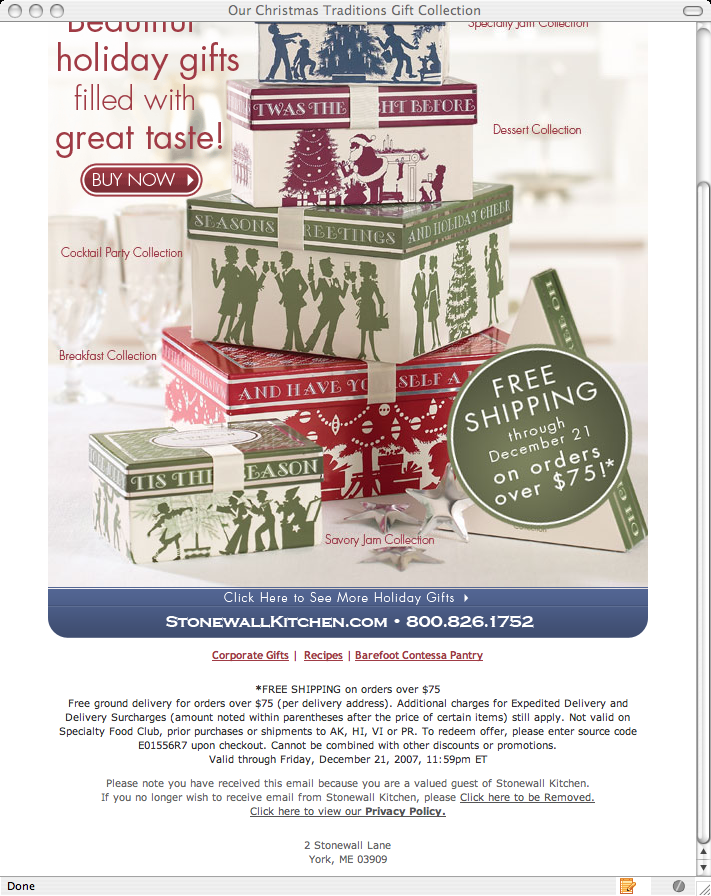 Our Christmas Traditions Gift Collection
Beautiful
holiday gifts
filled with
great taste!
BUY NOW
Specialty Jam Collection
TWAS THE HT BEFORE
Dessert Collection
SEASONS REETINGS AND HOLIDAY CHEER
Cocktail Party Collection
Breakfast Collection
AND HAVE YO SELF A
'TIS TH EASON
Savory Jam Collection
FREE
SHIPPING
through
December 21
on orders
over $75!*
Click Here to See More Holiday Gifts
STONEWALLKITCHEN.COM • 800.826.1752
Corporate Gifts | Recipes | Barefoot Contessa Pantry
*FREE SHIPPING on orders over $75
Free ground delivery for orders over $75 (per delivery address). Additional charges for Expedited Delivery and
Delivery Surcharges (amount noted within parentheses after the price of certain items) still apply. Not valid on
Specialty Food Club, prior purchases or shipments to AK, HI, VI or PR. To redeem offer, please enter source code
E01556R7 upon checkout. Cannot be combined with other discounts or promotions.
Valid through Friday, December 21, 2007, 11:59pm ET
Please note you have received this email because you are a valued guest of Stonewall Kitchen.
If you no longer wish to receive email from Stonewall Kitchen, please Click here to be Removed.
Click here to view our Privacy Policy.
2 Stonewall Lane
York, ME 03909
Done